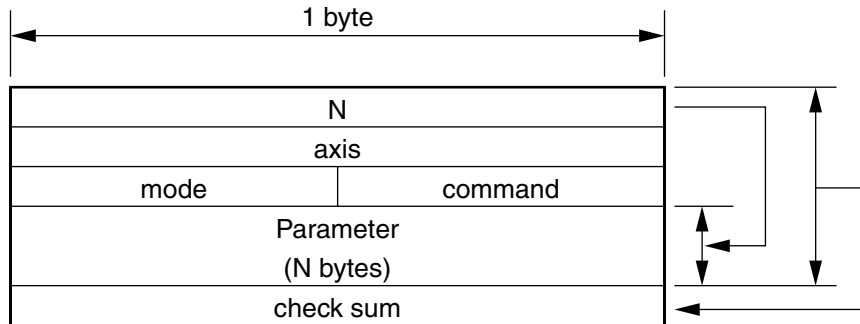 1 byte
N
axis
mode command
Parameter
(N bytes)
check sum